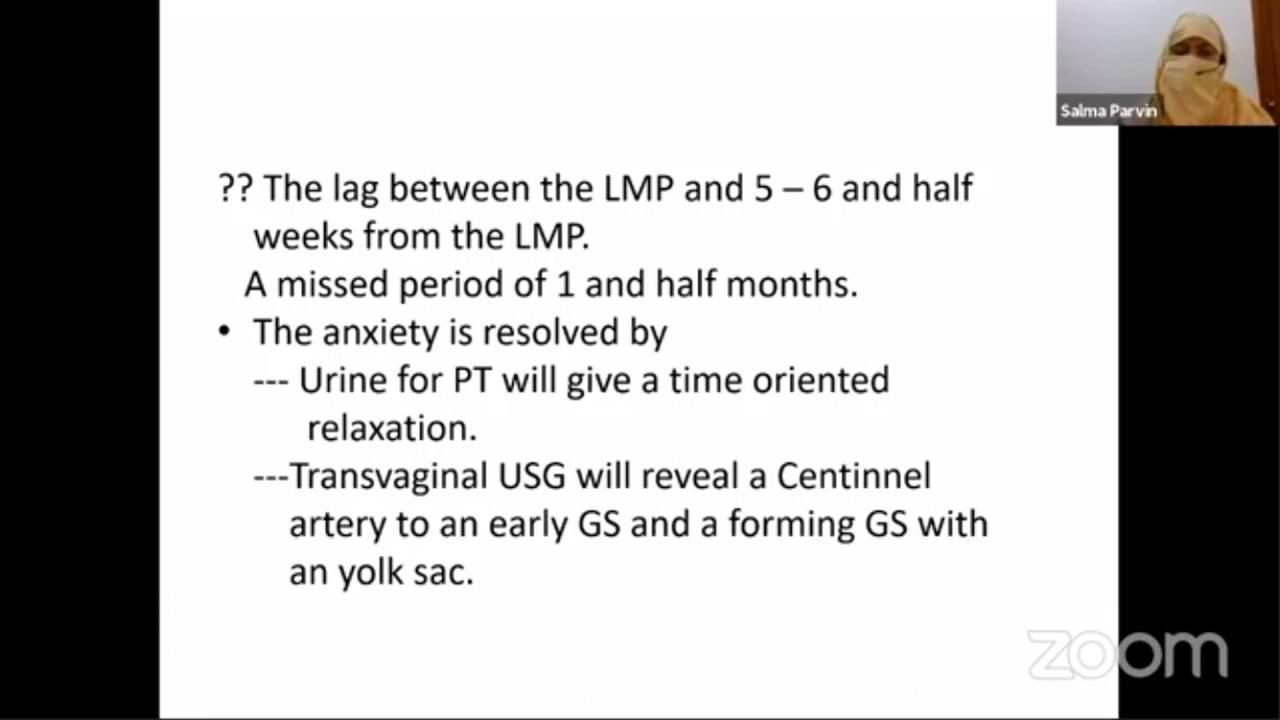 Salma Parvin
?? The lag between the LMP and 5 – 6 and half
weeks from the LMP.
A missed period of 1 and half months.
• The anxiety is resolved by
--- Urine for PT will give a time oriented
relaxation.
---Transvaginal USG will reveal a Centinnel
artery to an early GS and a forming GS with
an yolk sac.
zoom